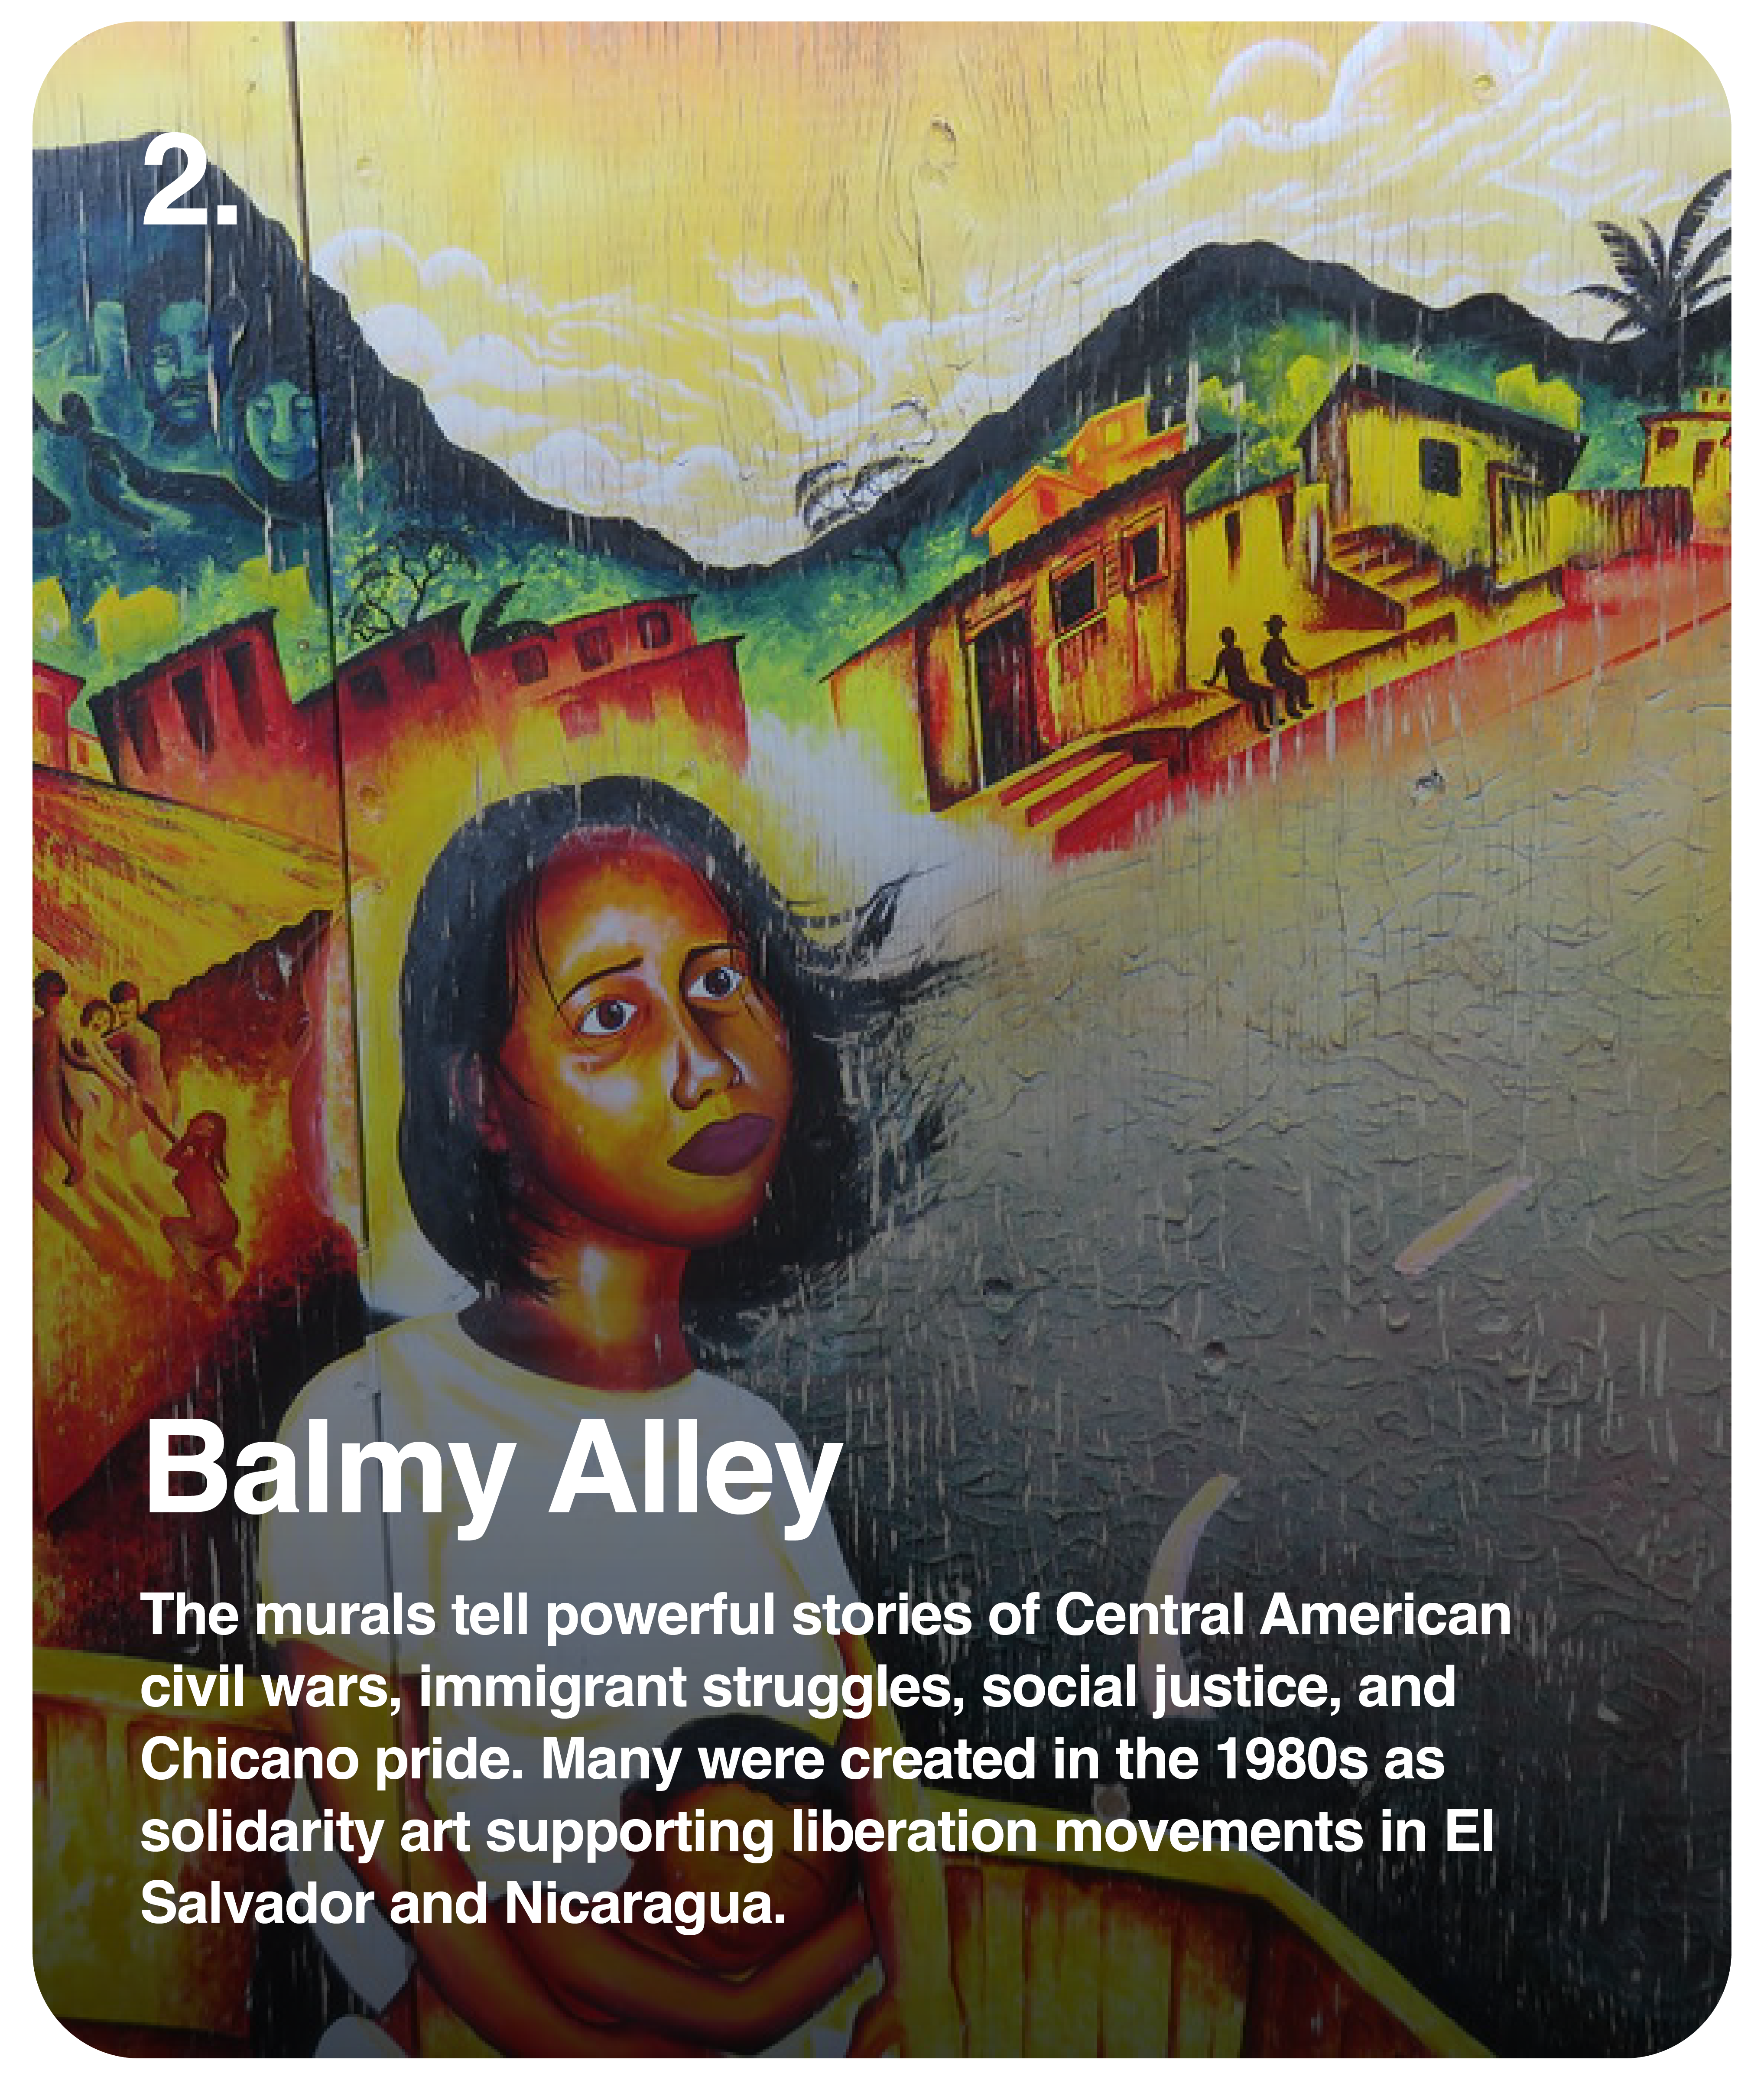 2.
Balmy Alley
The murals tell powerful stories of Central American
civil wars, immigrant struggles, social justice, and
Chicano pride. Many were created in the 1980s as
solidarity art supporting liberation movements in El
Salvador and Nicaragua.